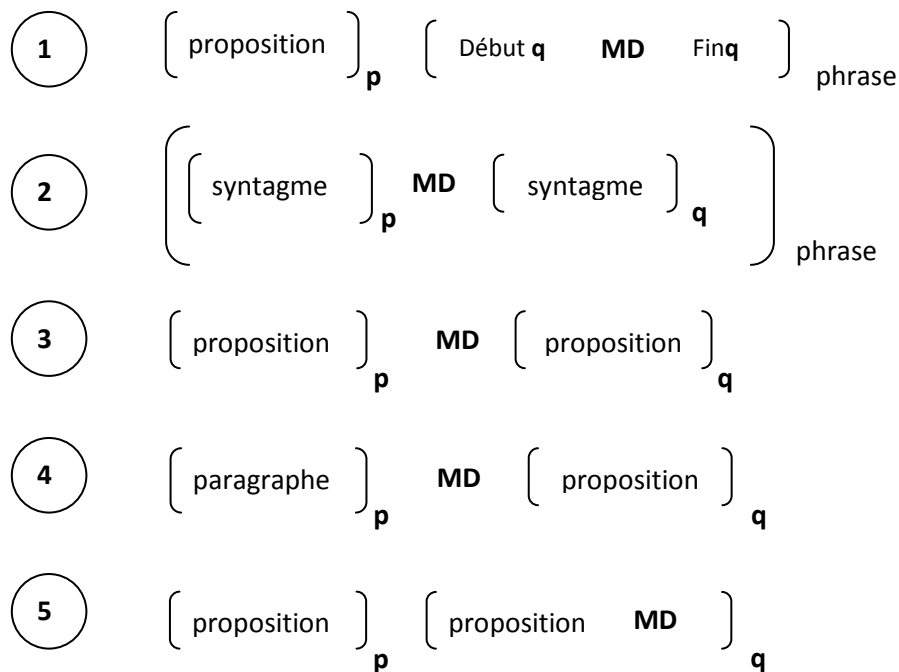 1 proposition p Début q MD Finq phrase
2 syntagme p MD syntagme q phrase
3 proposition p MD proposition q
4 paragraphe p MD proposition q
5 proposition p proposition MD q